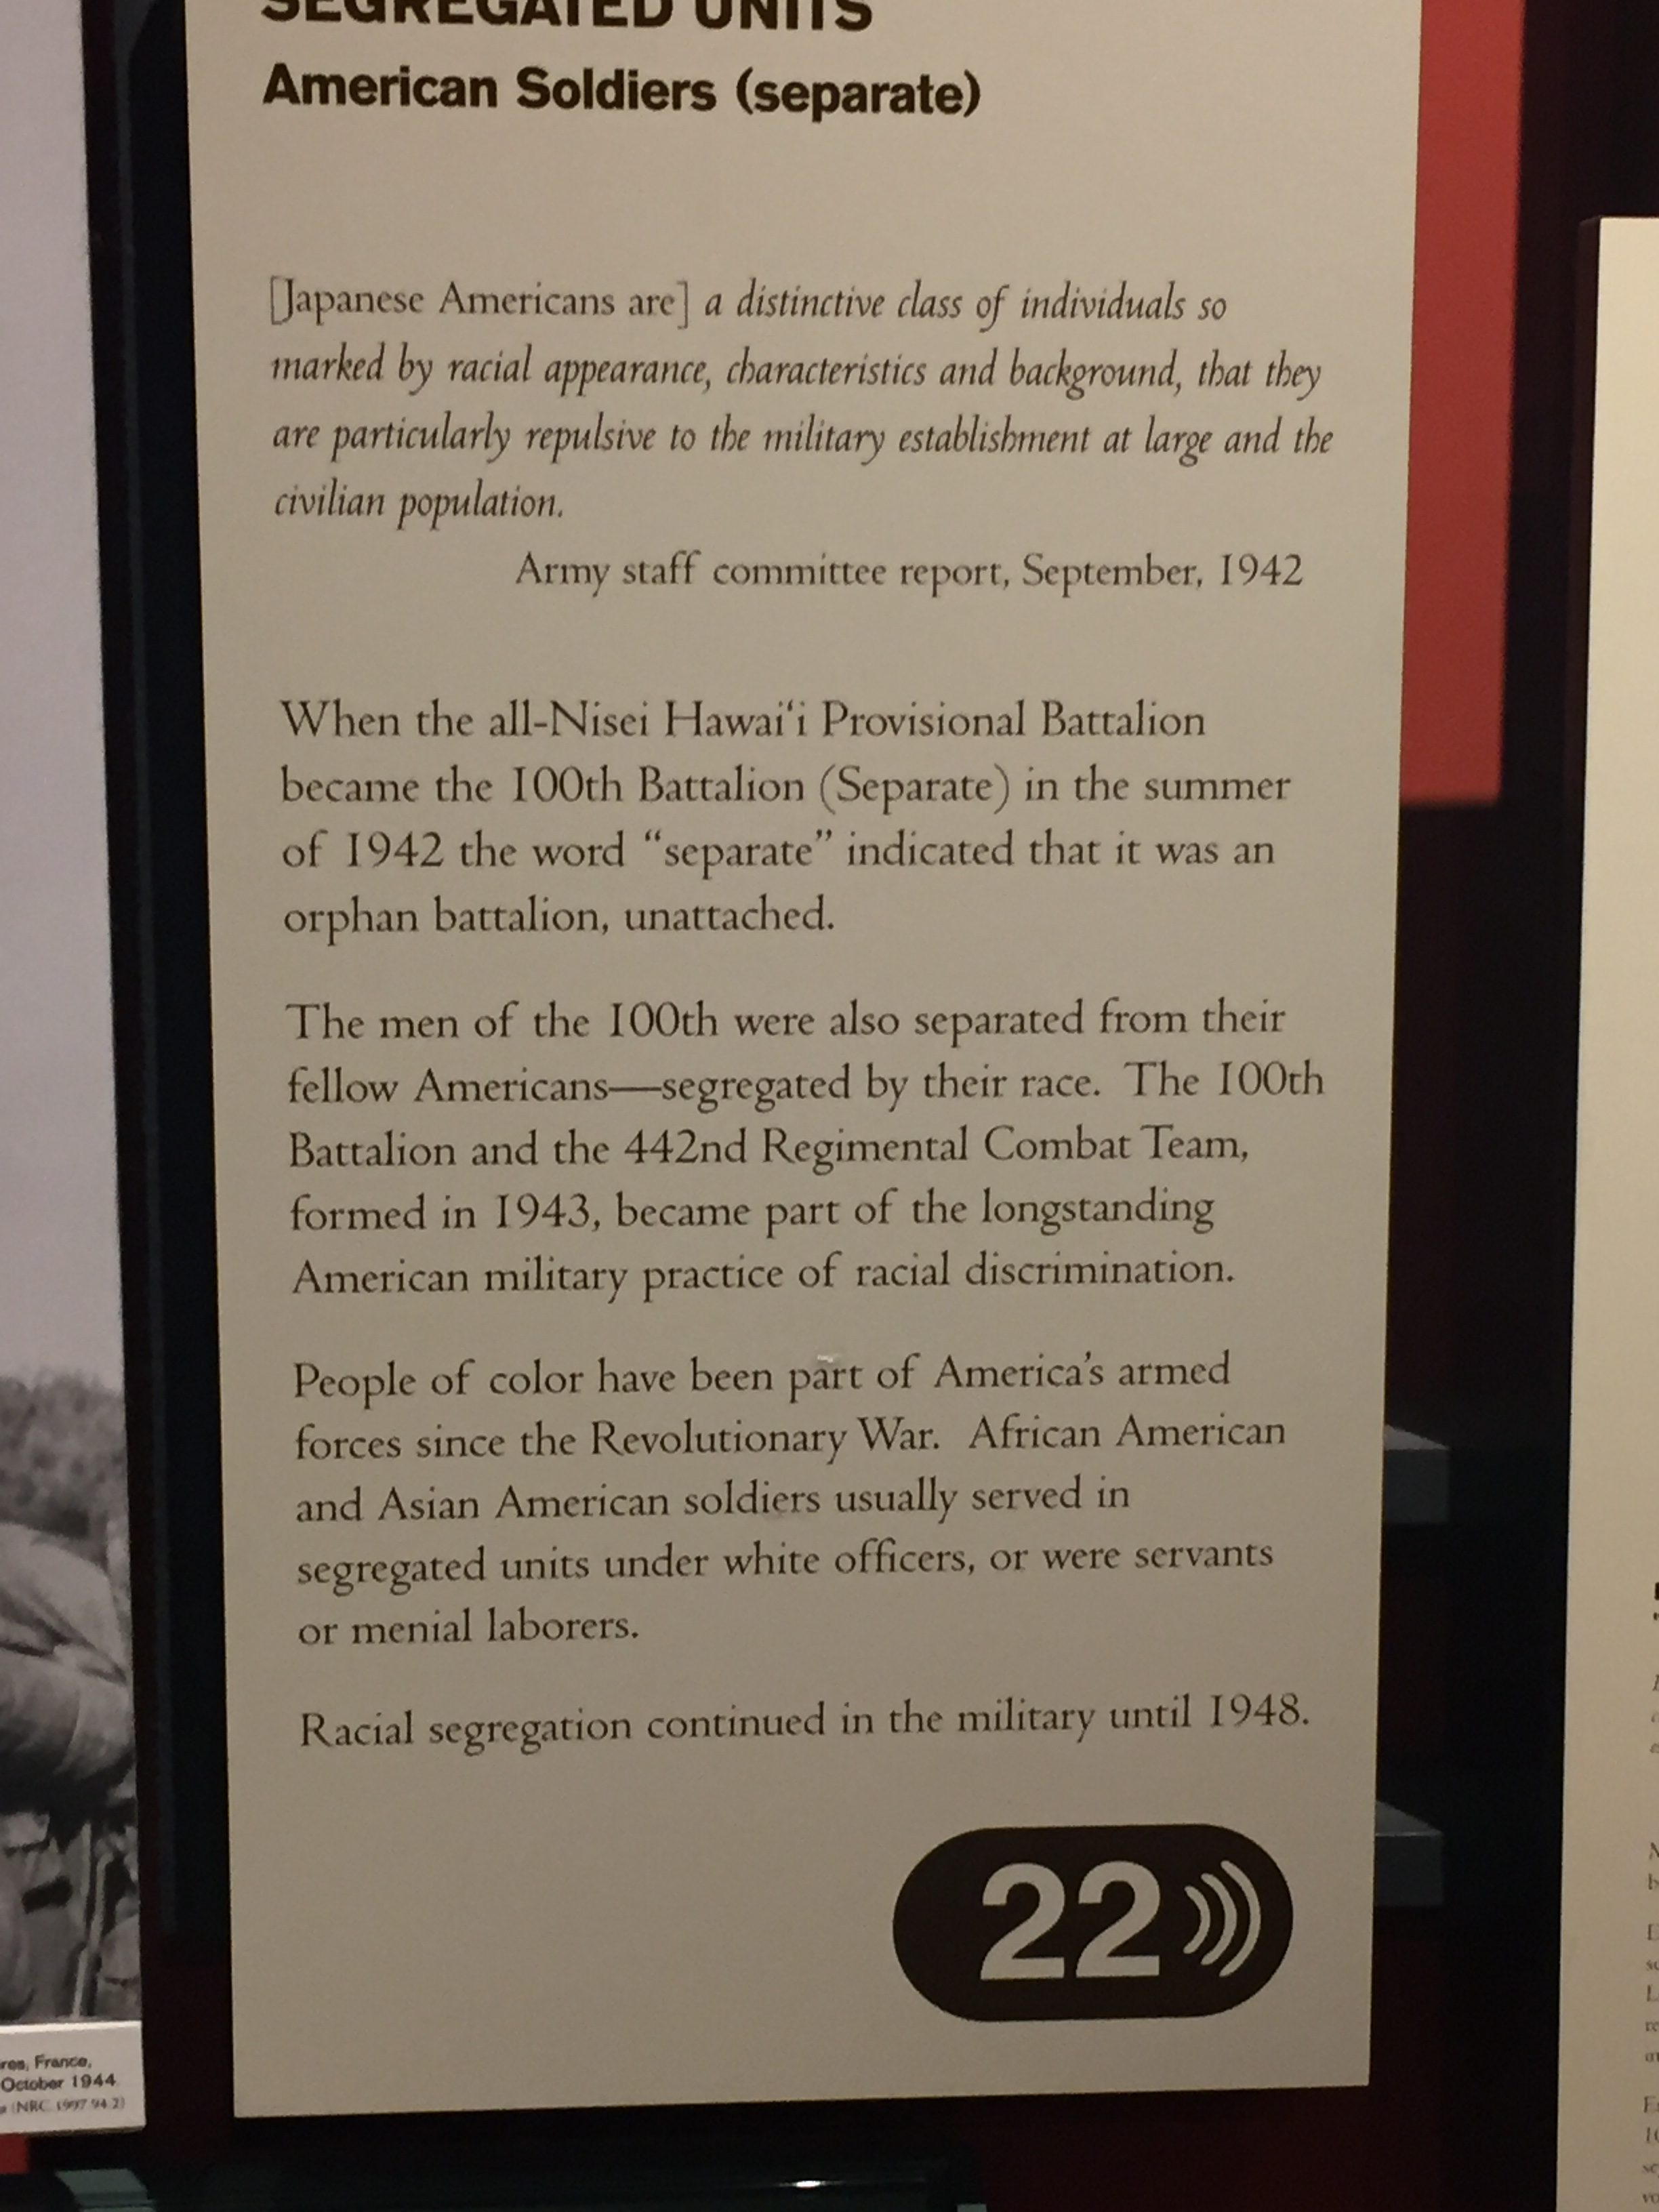 SEGREGATED UNITS
American Soldiers (separate)
[Japanese Americans are] a distinctive class of individuals so
marked by racial appearance, characteristics and background, that they
are particularly repulsive to the military establishment at large and the
civilian population.
Army staff committee report, September, 1942
When the all-Nisei Hawai‘i Provisional Battalion
became the 100th Battalion (Separate) in the summer
of 1942 the word “separate” indicated that it was an
orphan battalion, unattached.
The men of the 100th were also separated from their
fellow Americans—segregated by their race. The 100th
Battalion and the 442nd Regimental Combat Team,
formed in 1943, became part of the longstanding
American military practice of racial discrimination.
People of color have been part of America’s armed
forces since the Revolutionary War. African American
and Asian American soldiers usually served in
segregated units under white officers, or were servants
or menial laborers.
Racial segregation continued in the military until 1948.
22
France,
October 1944
(NRC 1997.94.2)